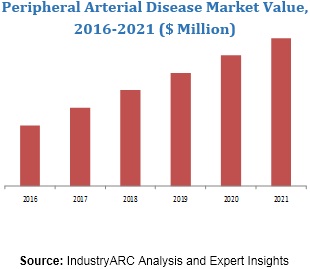 Peripheral Arterial Disease Market Value,
2016-2021 ($ Million)
2016 2017 2018 2019 2020 2021
Source: IndustryARC Analysis and Expert Insights